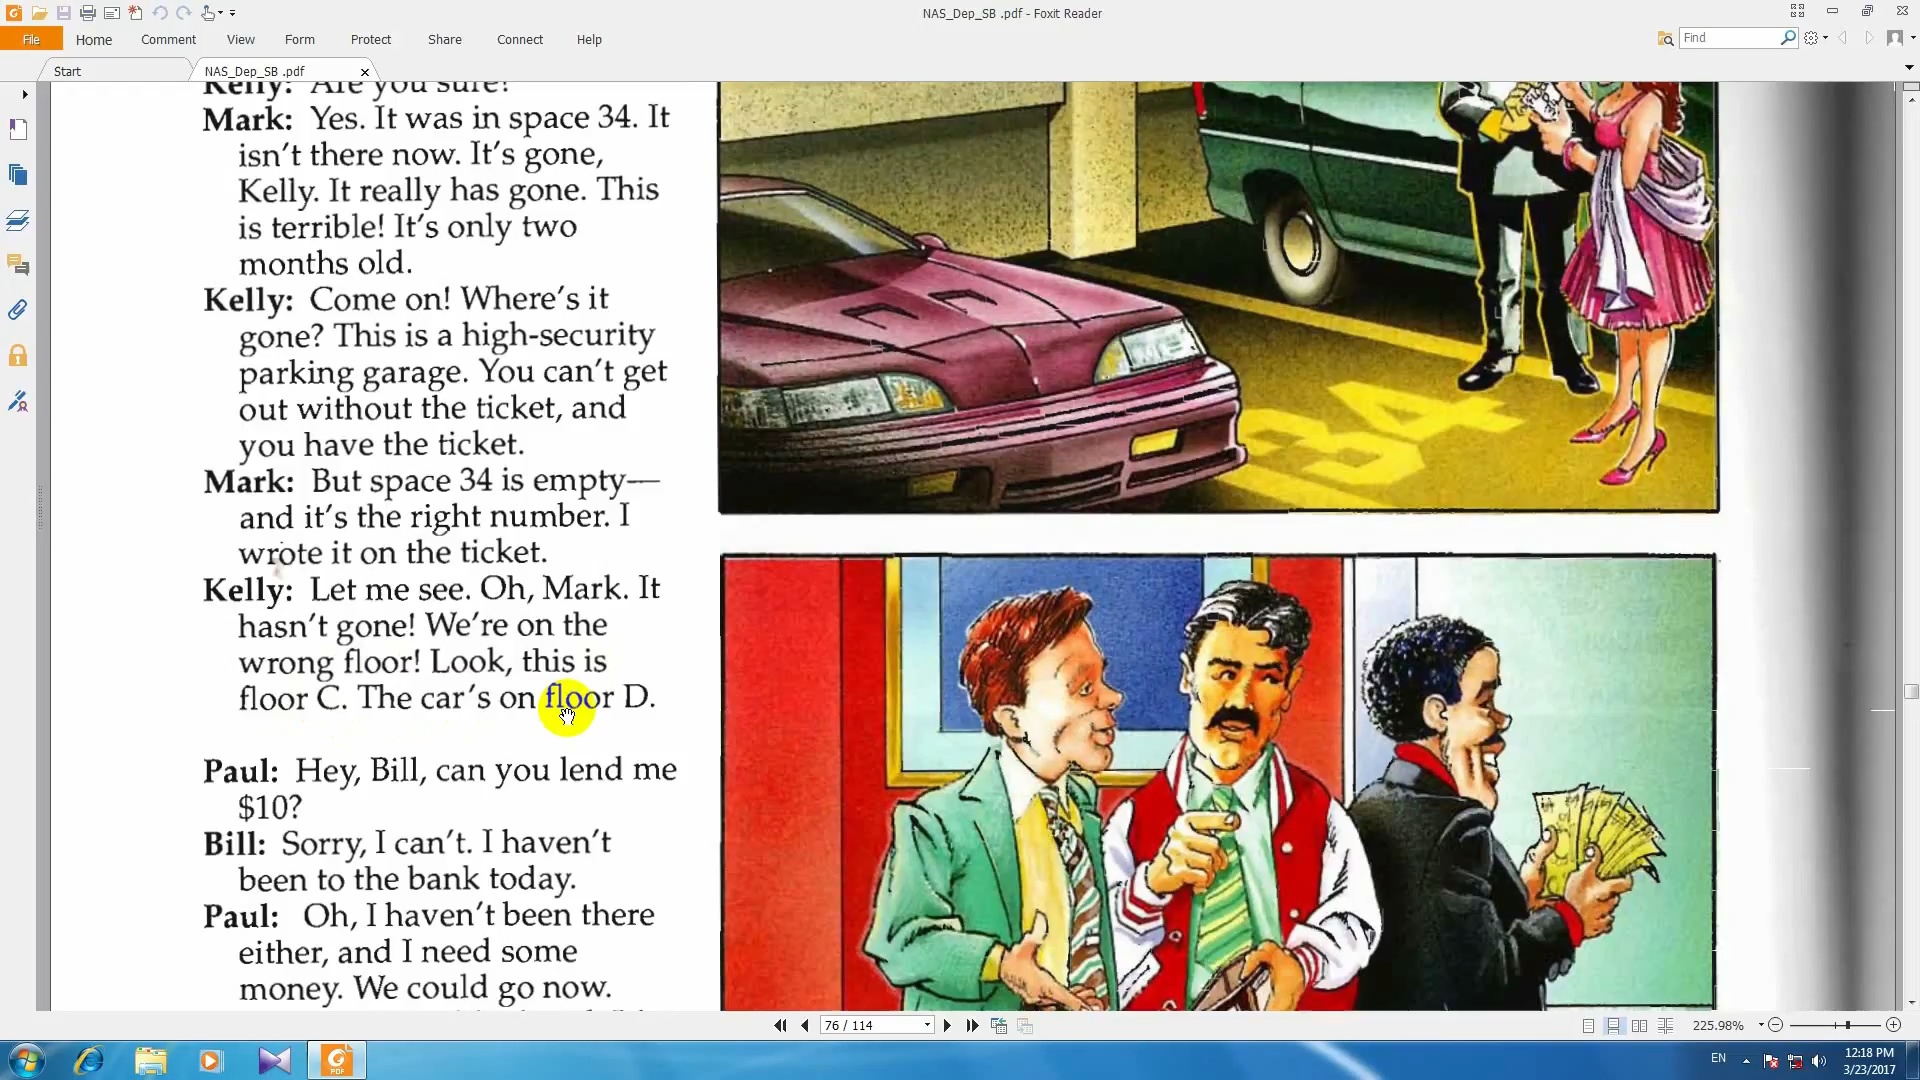 NAS_Dep_SB .pdf - Foxit Reader
File Home Comment View Form Protect Share Connect Help
Find
Start
NAS_Dep_SB .pdf
Kelly: Are you sure?
Mark: Yes. It was in space 34. It
isn't there now. It's gone,
Kelly. It really has gone. This
is terrible! It's only two
months old.
Kelly: Come on! Where's it
gone? This is a high-security
parking garage. You can't get
out without the ticket, and
you have the ticket.
Mark: But space 34 is empty—
and it's the right number. I
wrote it on the ticket.
Kelly: Let me see. Oh, Mark. It
hasn't gone! We're on the
wrong floor! Look, this is
floor C. The car's on floor D.
Paul: Hey, Bill, can you lend me
$10?
Bill: Sorry, I can't. I haven't
been to the bank today.
Paul: Oh, I haven't been there
either, and I need some
money. We could go now.
34
76 / 114
225.98%
EN
12:18 PM
3/23/2017